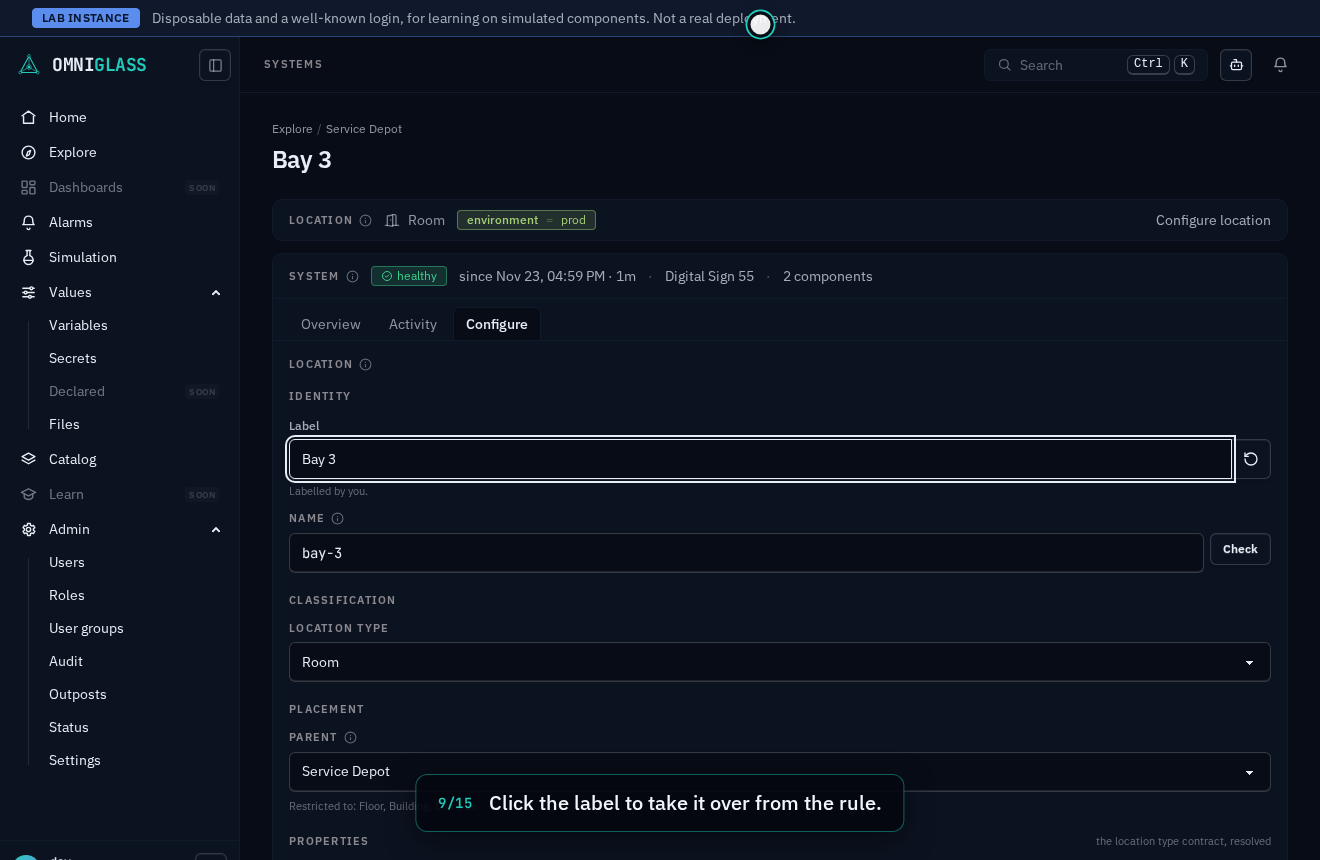 LAB INSTANCE Disposable data and a well-known login, for learning on simulated components. Not a real ent.
OMNIGLASS
SYSTEMS
Search Ctrl K
Home
Explore
Dashboards SOON
Alarms
Simulation
Values
Variables
Secrets
Declared SOON
Files
Catalog
Learn SOON
Admin
Users
Roles
User groups
Audit
Outposts
Status
Settings
Explore / Service Depot
Bay 3
LOCATION Room environment = prod Configure location
SYSTEM healthy since Nov 23, 04:59 PM · 1m · Digital Sign 55 · 2 components
Overview Activity Configure
LOCATION
IDENTITY
Label
Bay 3
Labelled by you.
NAME
bay-3 Check
CLASSIFICATION
LOCATION TYPE
Room
PLACEMENT
PARENT
Service Depot
Restricted to: Floor,
9/15 Click the label to take it over from the rule.
PROPERTIES the location type contract, resolved